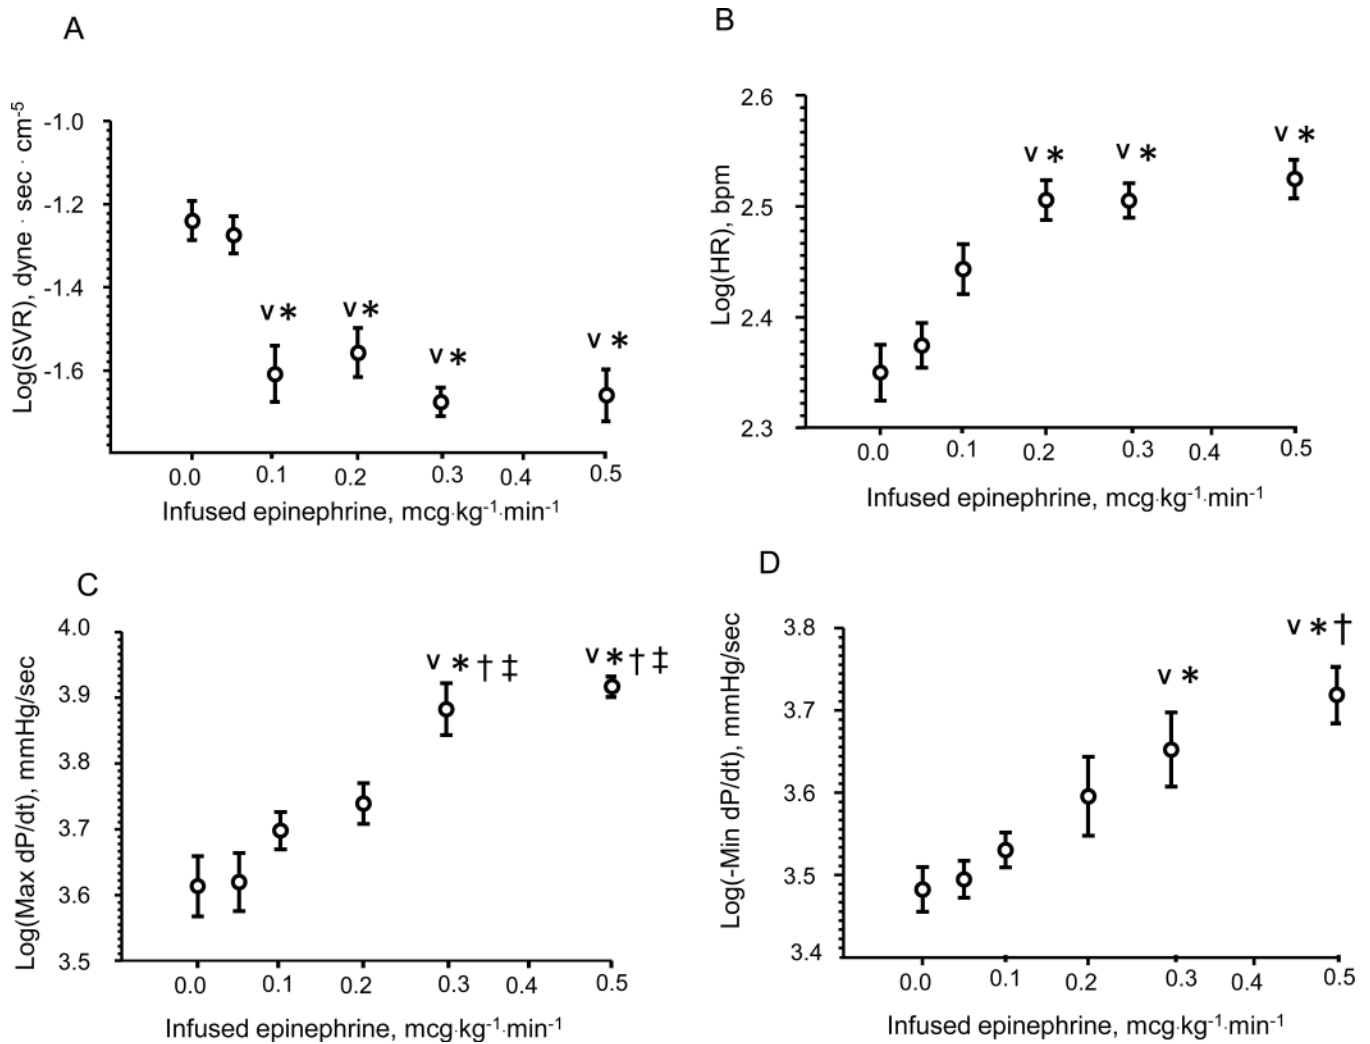 A
Log(SVR), dyne · sec · cm-5
-1.0
-1.2
-1.4
-1.6
v *
v *
v *
v *
0.0 0.1 0.2 0.3 0.4 0.5
Infused epinephrine, mcg·kg-1·min-1
B
Log(HR), bpm
2.6
2.5
2.4
2.3
v *
v *
v *
0.0 0.1 0.2 0.3 0.4 0.5
Infused epinephrine, mcg·kg-1·min-1
C
Log(Max dP/dt), mmHg/sec
4.0
3.9
3.8
3.7
3.6
3.5
v * † ‡
v * † ‡
0.0 0.1 0.2 0.3 0.4 0.5
Infused epinephrine, mcg·kg-1·min-1
D
Log(-Min dP/dt), mmHg/sec
3.8
3.7
3.6
3.5
3.4
v *
v * †
0.0 0.1 0.2 0.3 0.4 0.5
Infused epinephrine, mcg·kg-1·min-1